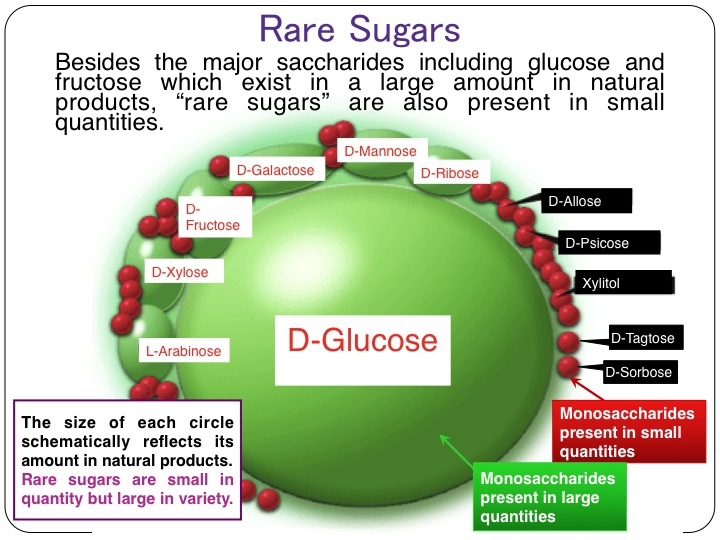 Rare Sugars
Besides the major saccharides including glucose and
fructose which exist in a large amount in natural
products, “rare sugars” are also present in small
quantities.
D-Mannose
D-Galactose
D-Ribose
D-Allose
D-
Fructose
D-Psicose
D-Xylose
Xylitol
D-Glucose
D-Tagtose
L-Arabinose
D-Sorbose
The size of each circle
schematically reflects its
amount in natural products.
Rare sugars are small in
quantity but large in variety.
Monosaccharides
present in small
quantities
Monosaccharides
present in large
quantities